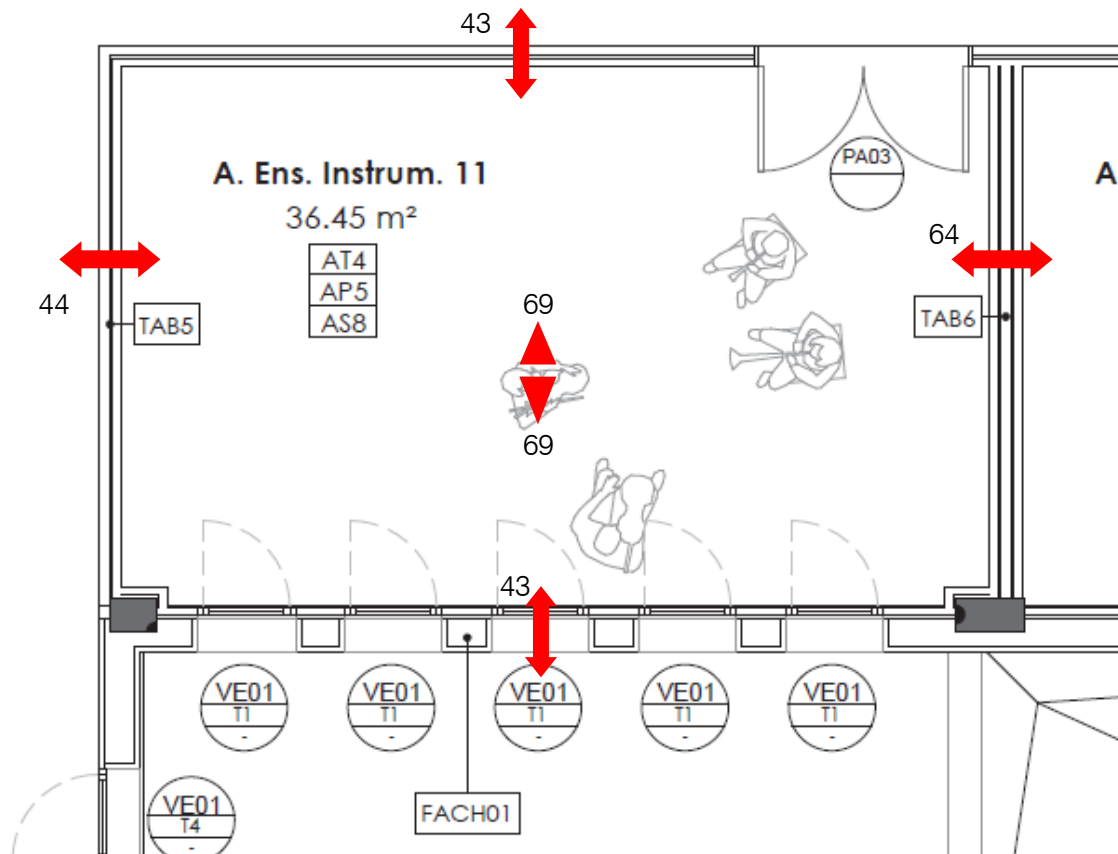 43
PA03
A. Ens. Instrum. 11
A
36.45 m²
64
AT4
AP5
AS8
44
69
TAB5
TAB6
69
43
VE01
T1
-
VE01
T1
-
VE01
T1
-
VE01
T1
-
VE01
T1
-
VE01
T4
-
FACH01